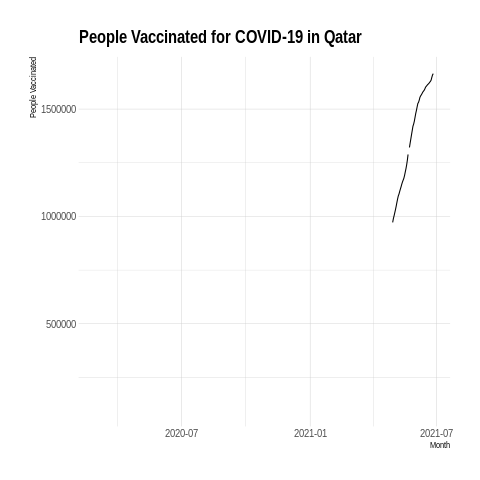 People Vaccinated for COVID-19 in Qatar
People Vaccinated
1500000
1000000
500000
2020-07 2021-01 2021-07
Month